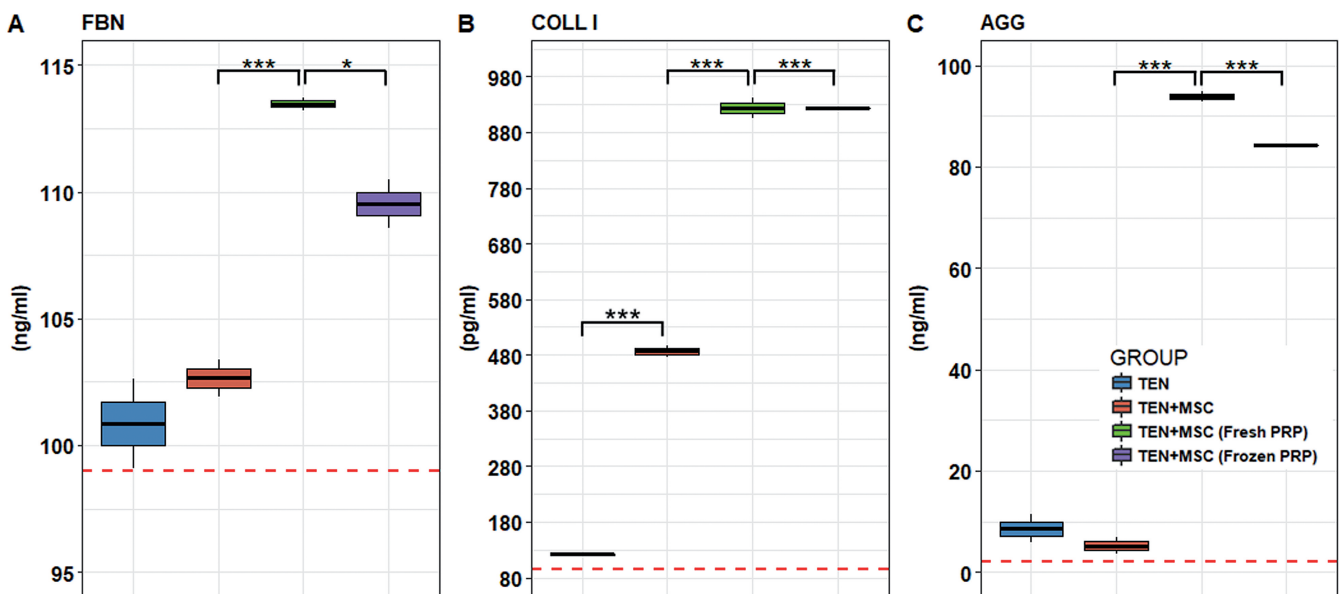 A FBN
(ng/ml)
115
110
105
100
95
*** *
B COLL I
(pg/ml)
980
880
780
680
580
480
380
280
180
80
*** ***
***
C AGG
(ng/ml)
100
80
60
40
20
0
*** ***
GROUP
TEN
TEN+MSC
TEN+MSC (Fresh PRP)
TEN+MSC (Frozen PRP)